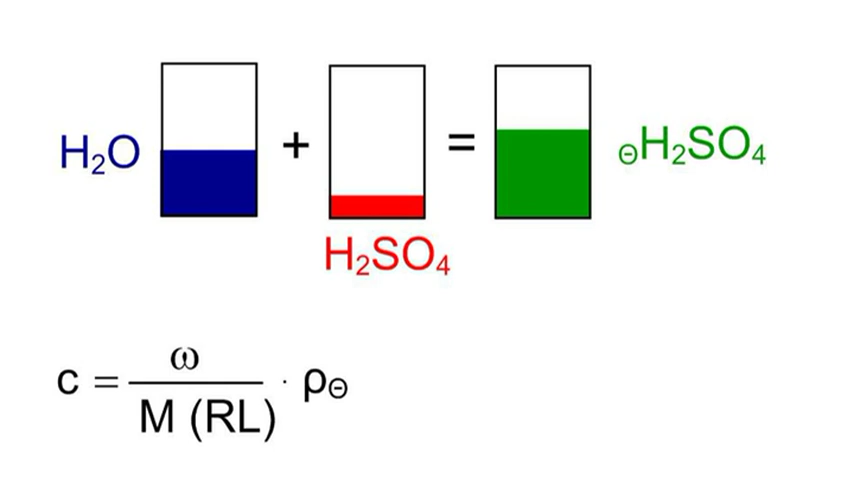 H₂O + = ΘH₂SO₄
H₂SO₄
ω
c = ―――― · ρΘ
M (RL)